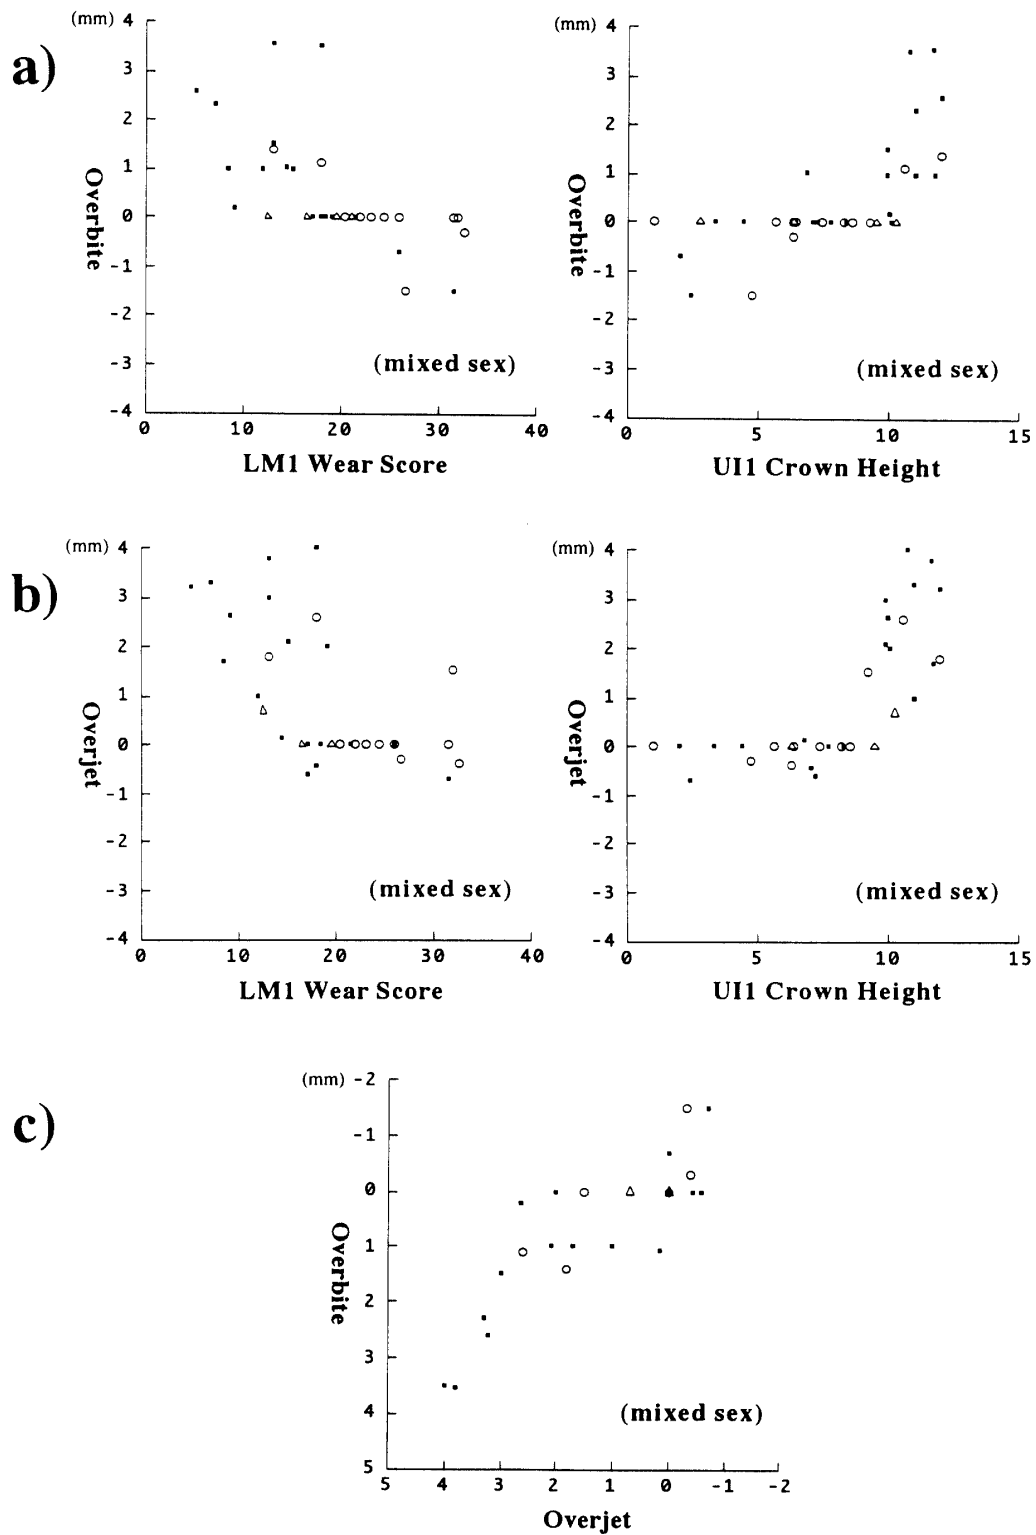 a)
(mm) 4
3
2
1
0
-1
-2
-3
-4
Overbite
(mixed sex)
0 10 20 30 40
LM1 Wear Score
(mm) 4
3
2
1
0
-1
-2
-3
-4
Overbite
(mixed sex)
0 5 10 15
UI1 Crown Height
b)
(mm) 4
3
2
1
0
-1
-2
-3
-4
Overjet
(mixed sex)
0 10 20 30 40
LM1 Wear Score
(mm) 4
3
2
1
0
-1
-2
-3
-4
Overjet
(mixed sex)
0 5 10 15
UI1 Crown Height
c)
(mm) -2
-1
0
1
2
3
4
5
Overbite
(mixed sex)
5 4 3 2 1 0 -1 -2
Overjet